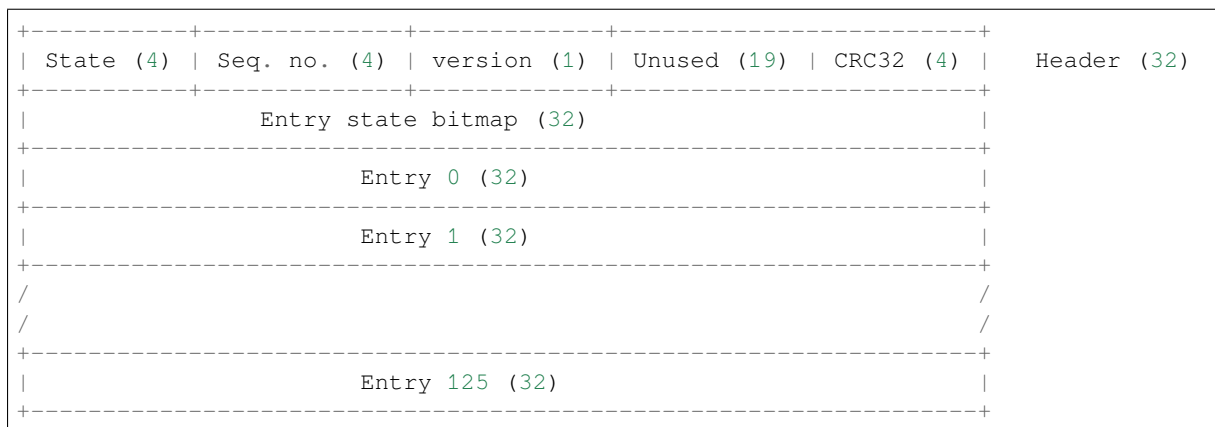 +-----------+--------------+-------------+-------------------------+
| State (4) | Seq. no. (4) | version (1) | Unused (19) | CRC32 (4) | Header (32)
+-----------+--------------+-------------+-------------------------+
| Entry state bitmap (32) |
+------------------------------------------------------------------+
| Entry 0 (32) |
+------------------------------------------------------------------+
| Entry 1 (32) |
+------------------------------------------------------------------+
/ /
/ /
+------------------------------------------------------------------+
| Entry 125 (32) |
+------------------------------------------------------------------+